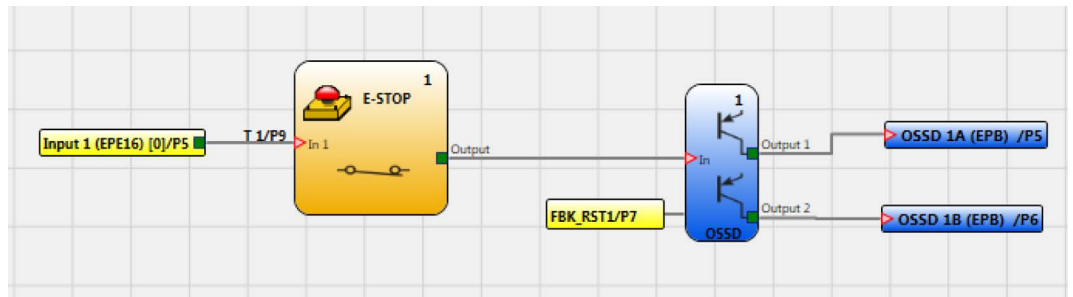 1
E-STOP
Input 1 (EPE16) [0]/P5
T 1/P9
In 1
Output
1
In
Output 1
OSSD 1A (EPB) /P5
FBK_RST1/P7
Output 2
OSSD 1B (EPB) /P6
OSSD